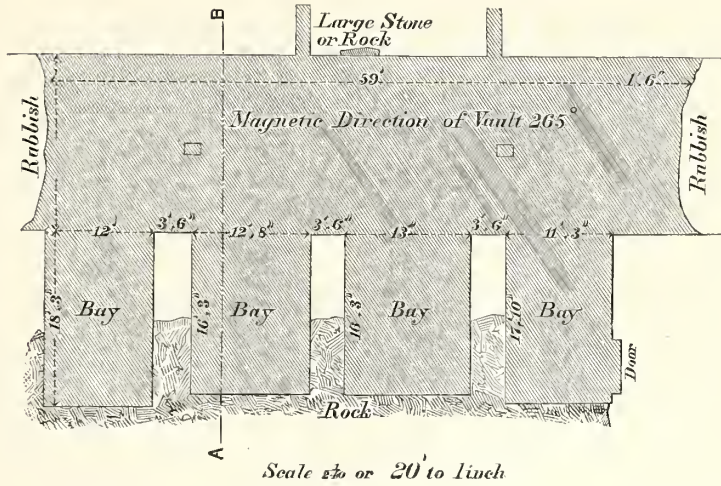 B
Large Stone
or Rock
59'
1'.6"
Magnetic Direction of Vault 265°
Rubbish
Rubbish
12'
3'.6"
12'.8"
3'.6"
13"
3'.6"
11'.3"
18'.3"
Bay
16'.3"
Bay
16'.3"
Bay
17'.10"
Bay
Door
Rock
A
Scale 1/240 or 20' to 1 inch